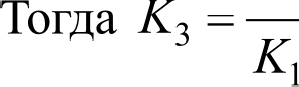 Тогда K₃ = ―/K₁